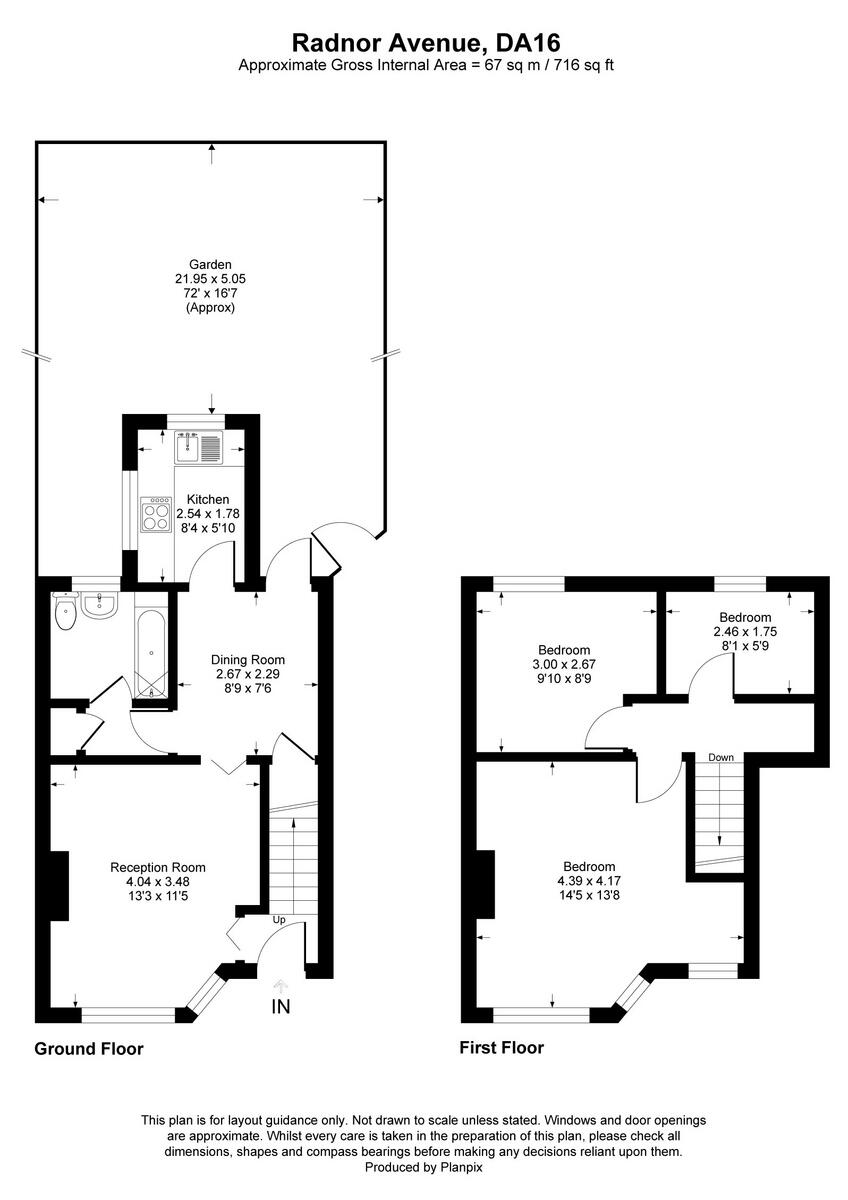 Radnor Avenue, DA16
Approximate Gross Internal Area = 67 sq m / 716 sq ft
Garden
21.95 x 5.05
72' x 16'7
(Approx)
Kitchen
2.54 x 1.78
8'4 x 5'10
Dining Room
2.67 x 2.29
8'9 x 7'6
Reception Room
4.04 x 3.48
13'3 x 11'5
Up
IN
Ground Floor
Bedroom
3.00 x 2.67
9'10 x 8'9
Bedroom
2.46 x 1.75
8'1 x 5'9
Down
Bedroom
4.39 x 4.17
14'5 x 13'8
First Floor
This plan is for layout guidance only. Not drawn to scale unless stated. Windows and door openings
are approximate. Whilst every care is taken in the preparation of this plan, please check all
dimensions, shapes and compass bearings before making any decisions reliant upon them.
Produced by Planpix